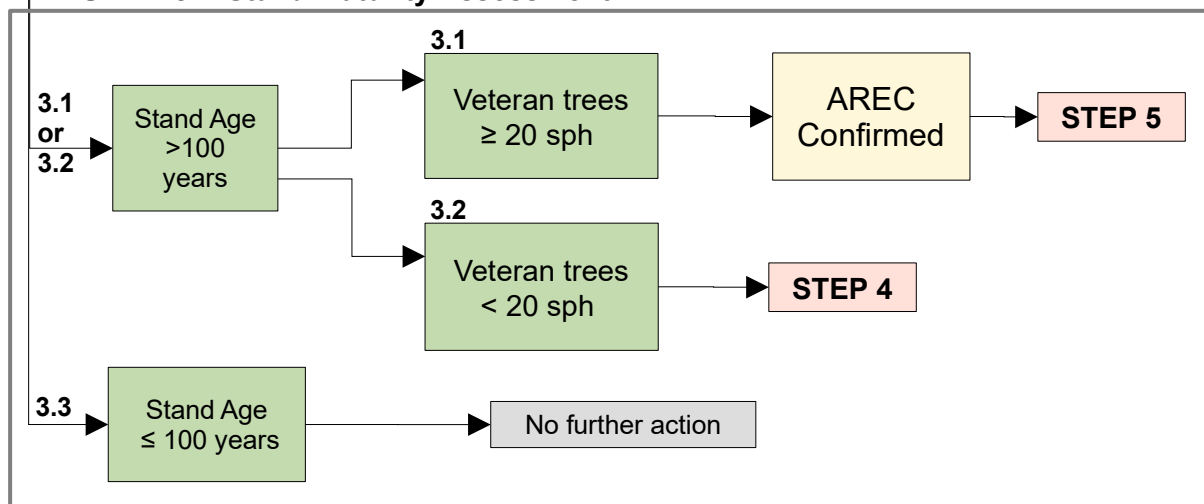 3.1
or
3.2
Stand Age
>100
years
3.1
Veteran trees
≥ 20 sph
AREC
Confirmed
STEP 5
3.2
Veteran trees
< 20 sph
STEP 4
3.3
Stand Age
≤ 100 years
No further action